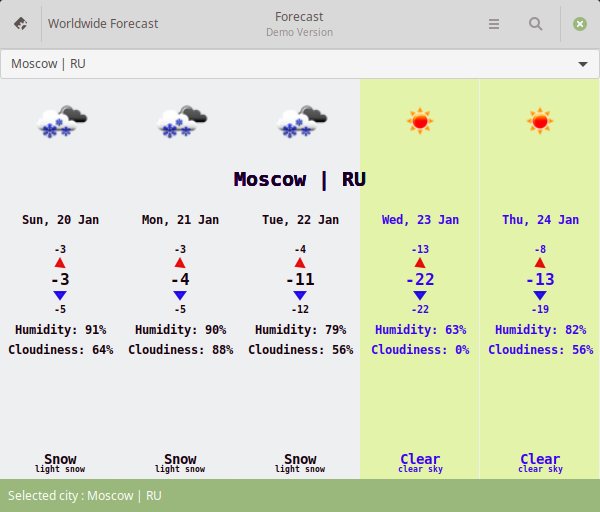 Worldwide Forecast
Forecast
Demo Version
Moscow | RU
Moscow | RU
Sun, 20 Jan Mon, 21 Jan Tue, 22 Jan Wed, 23 Jan Thu, 24 Jan
-3 -3 -4 -13 -8
-3 -4 -11 -22 -13
-5 -5 -12 -22 -19
Humidity: 91% Humidity: 90% Humidity: 79% Humidity: 63% Humidity: 82%
Cloudiness: 64% Cloudiness: 88% Cloudiness: 56% Cloudiness: 0% Cloudiness: 56%
Snow Snow Snow Clear Clear
light snow light snow light snow clear sky clear sky
Selected city : Moscow | RU